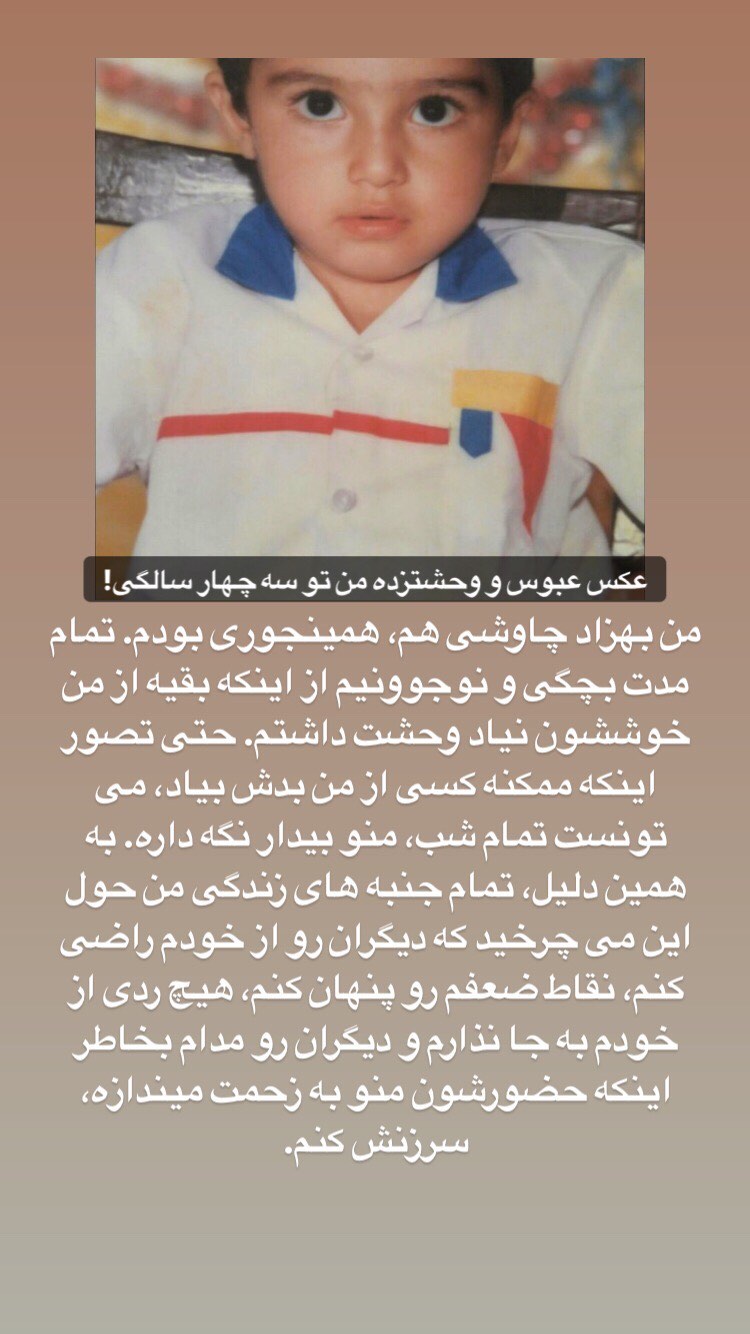 عکس عبوس و وحشتزده من تو سه چهار سالگی!
من بهزاد چاوشی هم، همینجوری بودم. تمام
مدت بچگی و نوجوونیم از اینکه بقیه از من
خوششون نیاد وحشت داشتم. حتی تصور
اینکه ممکنه کسی از من بدش بیاد، می
تونست تمام شب، منو بیدار نگه داره. به
همین دلیل، تمام جنبه های زندگی من حول
این می چرخید که دیگران رو از خودم راضی
کنم، نقاط ضعفم رو پنهان کنم، هیچ ردی از
خودم به جا نذارم و دیگران رو مدام بخاطر
اینکه حضورشون منو به زحمت میندازه،
سرزنش کنم.